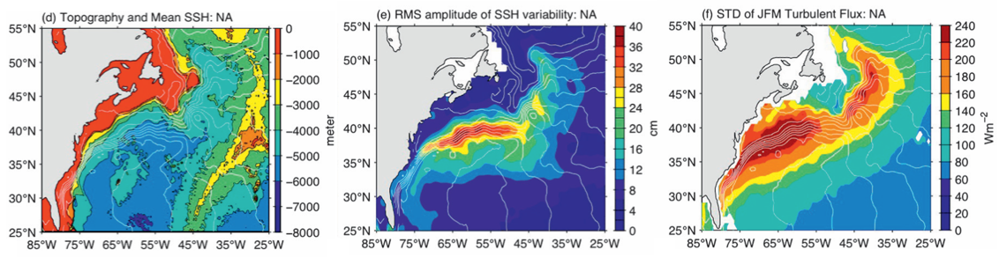 (d) Topography and Mean SSH: NA
55°N
50°N
45°N
40°N
35°N
30°N
25°N
85°W
75°W
65°W
55°W
45°W
35°W
25°W
0
-1000
-2000
-3000
-4000
-5000
-6000
-7000
-8000
meter
(e) RMS amplitude of SSH variability: NA
55°N
50°N
45°N
40°N
35°N
30°N
25°N
85°W
75°W
65°W
55°W
45°W
35°W
25°W
40
36
32
28
24
20
16
12
8
4
0
cm
(f) STD of JFM Turbulent Flux: NA
55°N
50°N
45°N
40°N
35°N
30°N
25°N
85°W
75°W
65°W
55°W
45°W
35°W
25°W
240
220
200
180
160
140
120
100
80
60
40
20
0
Wm⁻²